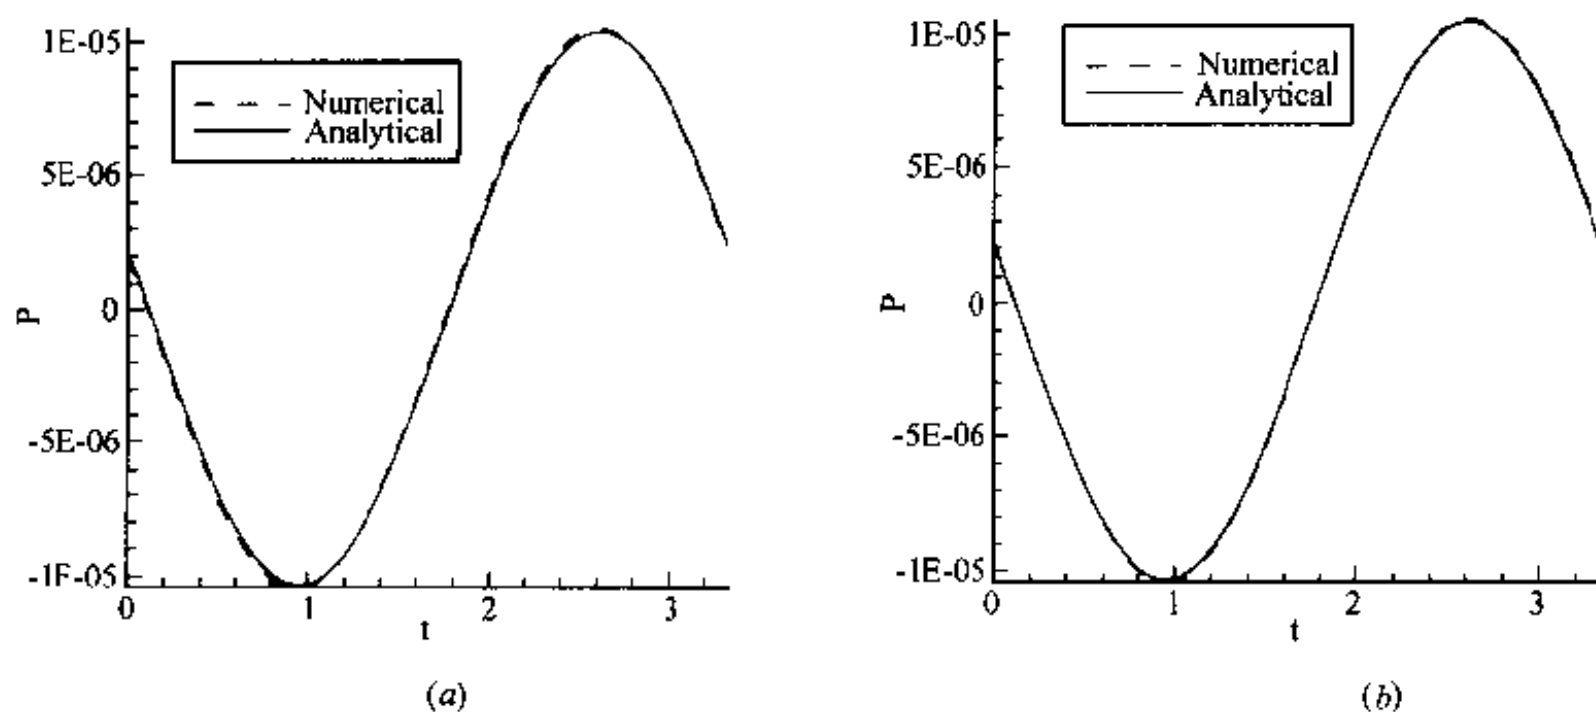 1E-05
Numerical
Analytical
5E-06
P
0
-5E-06
-1E-05
0 1 2 3
t
(a)
1E-05
Numerical
Analytical
5E-06
P
0
-5E-06
-1E-05
0 1 2 3
t
(b)